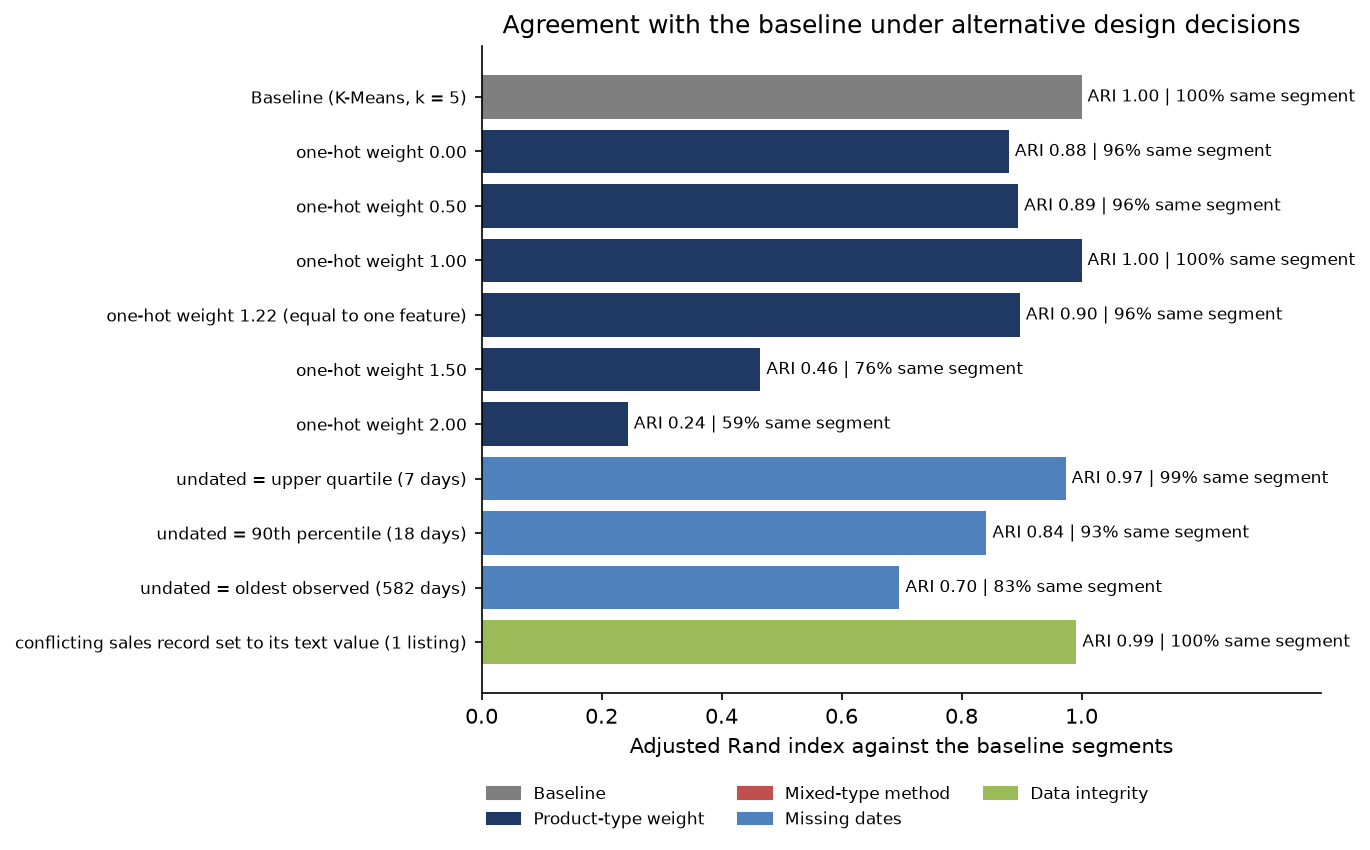 Agreement with the baseline under alternative design decisions
Baseline (K-Means, k = 5)
ARI 1.00 | 100% same segment
one-hot weight 0.00
ARI 0.88 | 96% same segment
one-hot weight 0.50
ARI 0.89 | 96% same segment
one-hot weight 1.00
ARI 1.00 | 100% same segment
one-hot weight 1.22 (equal to one feature)
ARI 0.90 | 96% same segment
one-hot weight 1.50
ARI 0.46 | 76% same segment
one-hot weight 2.00
ARI 0.24 | 59% same segment
undated = upper quartile (7 days)
ARI 0.97 | 99% same segment
undated = 90th percentile (18 days)
ARI 0.84 | 93% same segment
undated = oldest observed (582 days)
ARI 0.70 | 83% same segment
conflicting sales record set to its text value (1 listing)
ARI 0.99 | 100% same segment
0.0 0.2 0.4 0.6 0.8 1.0
Adjusted Rand index against the baseline segments
Baseline Mixed-type method Data integrity
Product-type weight Missing dates